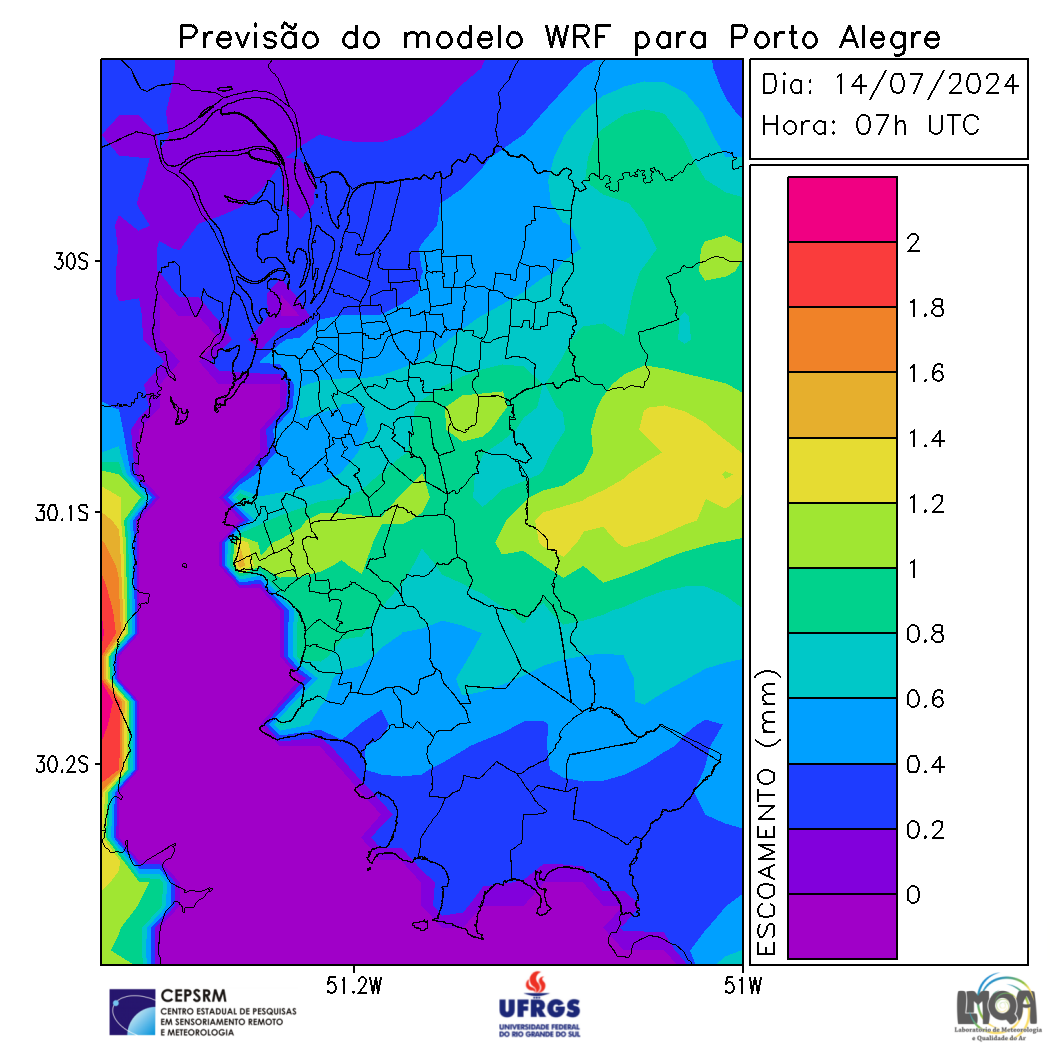 Previsão do modelo WRF para Porto Alegre
Dia: 14/07/2024
Hora: 07h UTC
30S
30.1S
30.2S
51.2W
51W
ESCOAMENTO (mm)
2
1.8
1.6
1.4
1.2
1
0.8
0.6
0.4
0.2
0
CEPSRM
CENTRO ESTADUAL DE PESQUISAS
EM SENSORIAMENTO REMOTO
E METEOROLOGIA
UFRGS
UNIVERSIDADE FEDERAL
DO RIO GRANDE DO SUL
LMQA
Laboratório de Meteorologia
e Qualidade do Ar